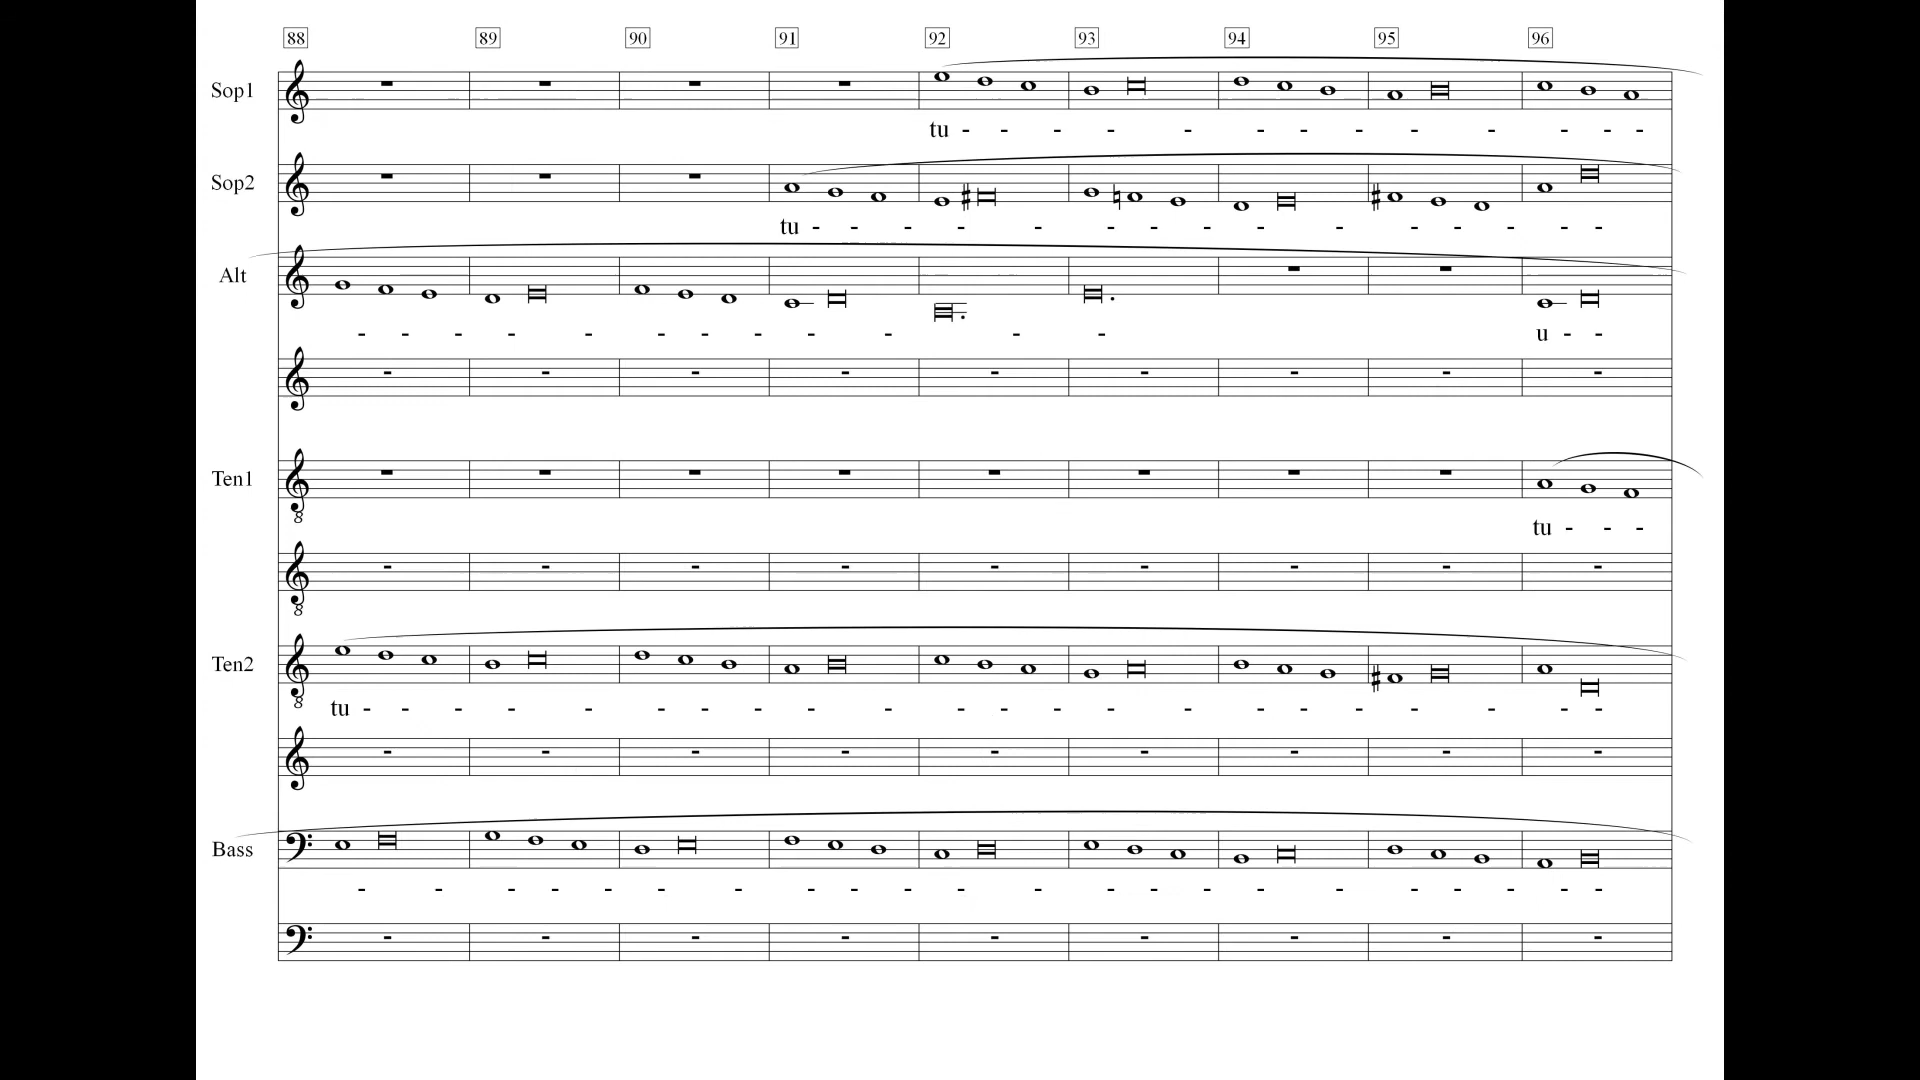 88 89 90 91 92 93 94 95 96
Sop1
tu - - - - - - - - - - - - - -
Sop2
tu - - - - - - - - - - - - - - -
Alt
- - - - - - - - - - - u - -
Ten1
tu - - -
Ten2
tu - - - - - - - - - - - - - - - - - - - - - - -
Bass
- - - - - - - - - - - - - - - - - - - - - - -